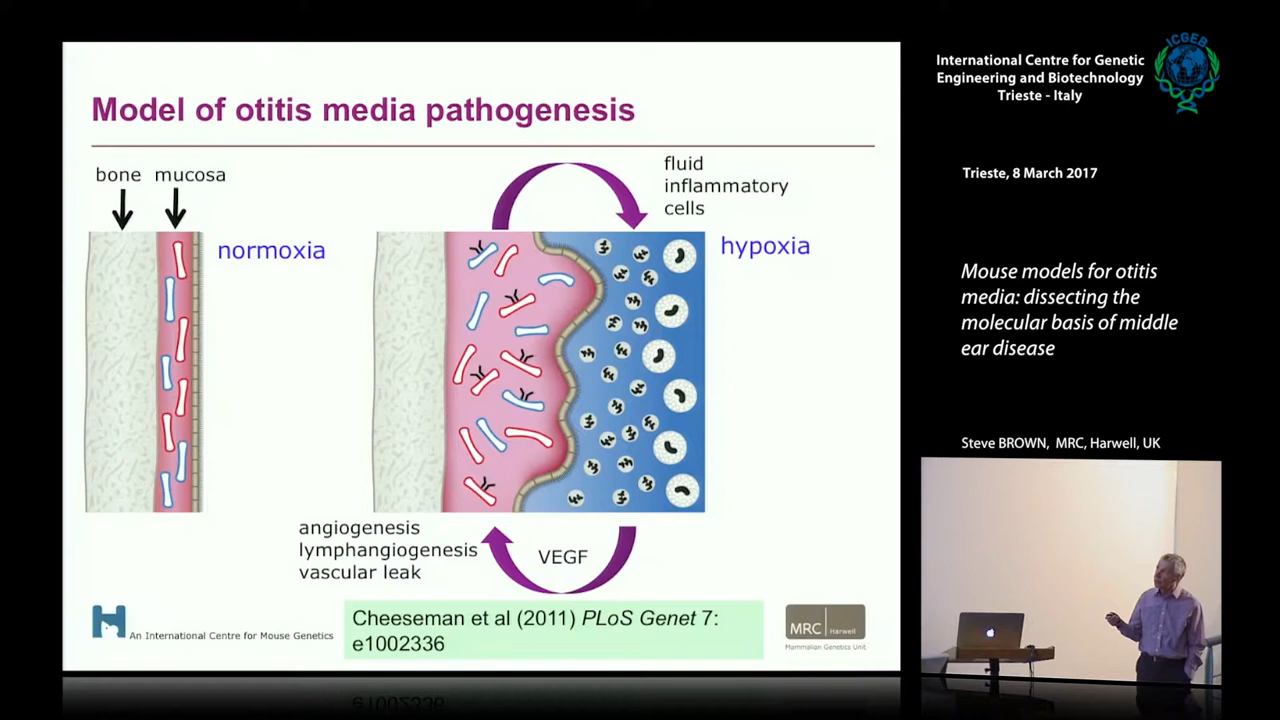 Model of otitis media pathogenesis
bone mucosa
normoxia
fluid
inflammatory
cells
hypoxia
angiogenesis
lymphangiogenesis
vascular leak
VEGF
An International Centre for Mouse Genetics
Cheeseman et al (2011) PLoS Genet 7:
e1002336
MRC Harwell
Mammalian Genetics Unit
International Centre for Genetic
Engineering and Biotechnology
Trieste - Italy
ICGEB
Trieste, 8 March 2017
Mouse models for otitis
media: dissecting the
molecular basis of middle
ear disease
Steve BROWN, MRC, Harwell, UK